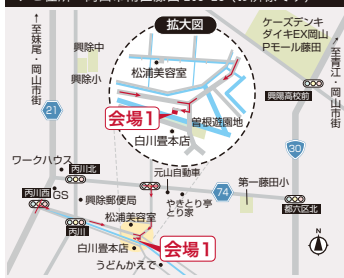 拡大図
ケーズデンキ
ダイキEX岡山
Pモール藤田
↑至妹尾・岡山市街
↑至青江・岡山市街
興除中
興除小
松浦美容室
興陽高校前
21
会場1
曽根遊園地
白川畳本店
30
ワークハウス
丙川北
元山自動車
丙川西
GS
興除郵便局
74
第一藤田小
やきとり亭
とり家
都六区北
丙川
松浦美容室
会場1
白川畳本店
うどんかえで
N